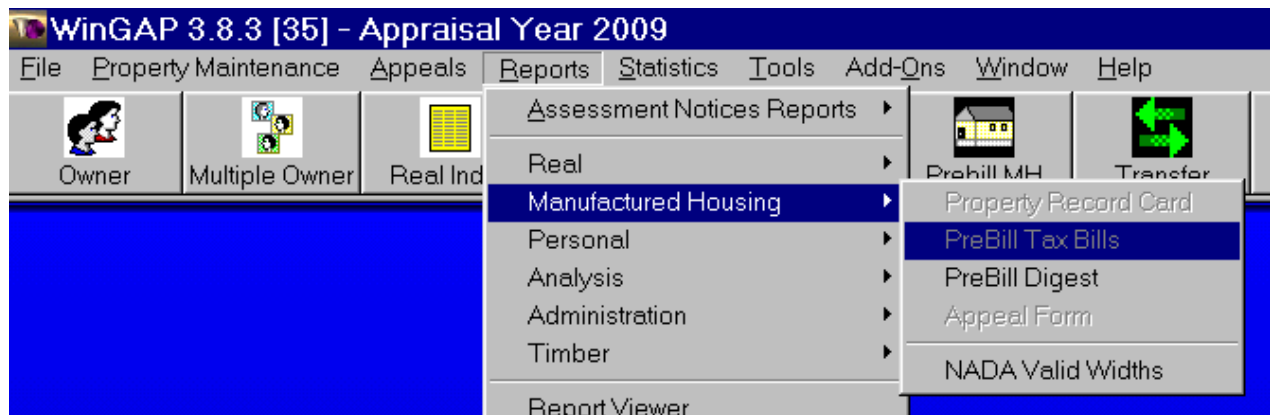 WinGAP 3.8.3 [35] - Appraisal Year 2009
File Property Maintenance Appeals Reports Statistics Tools Add-Ons Window Help
Owner Multiple Owner Real Ind Prebill MH Transfer
Assessment Notices Reports
Real
Manufactured Housing
Personal
Analysis
Administration
Timber
Report Viewer
Property Record Card
PreBill Tax Bills
PreBill Digest
Appeal Form
NADA Valid Widths